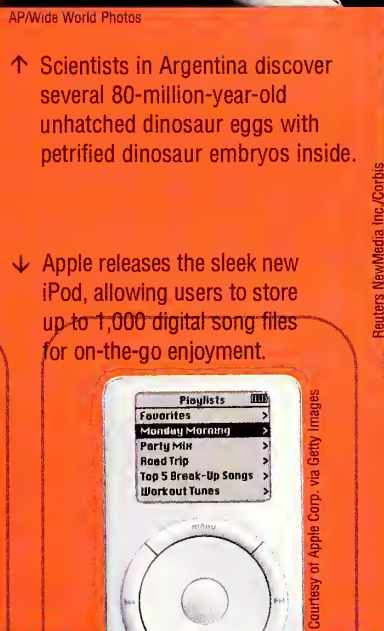 AP/Wide World Photos
↑ Scientists in Argentina discover
several 80-million-year-old
unhatched dinosaur eggs with
petrified dinosaur embryos inside.
Reuters NewMedia Inc./Corbis
↓ Apple releases the sleek new
iPod, allowing users to store
up to 1,000 digital song files
for on-the-go enjoyment.
Playlists
Favorites >
Monday Morning >
Party Mix >
Road Trip >
Top 5 Break-Up Songs >
Workout Tunes >
menu
Courtesy of Apple Corp. via Getty Images